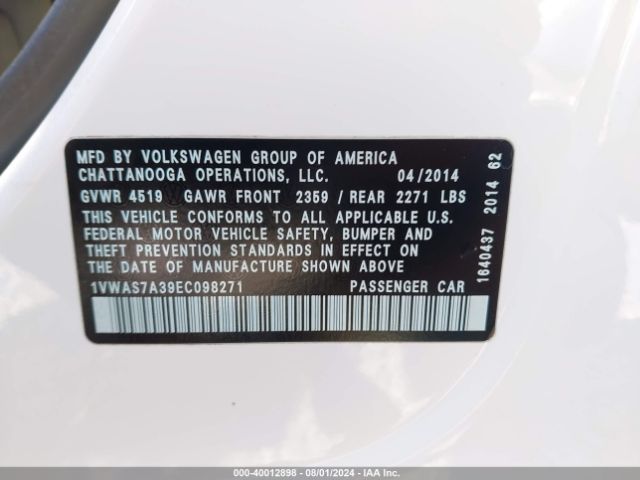 MFD BY VOLKSWAGEN GROUP OF AMERICA
CHATTANOOGA OPERATIONS, LLC. 04/2014
GVWR 4519 GAWR FRONT 2359 / REAR 2271 LBS
THIS VEHICLE CONFORMS TO ALL APPLICABLE U.S.
FEDERAL MOTOR VEHICLE SAFETY, BUMPER AND
THEFT PREVENTION STANDARDS IN EFFECT ON
THE DATE OF MANUFACTURE SHOWN ABOVE
1VWAS7A39EC098271 PASSENGER CAR
1640437 2014 62
000-40012898 - 08/01/2024 - IAA Inc.